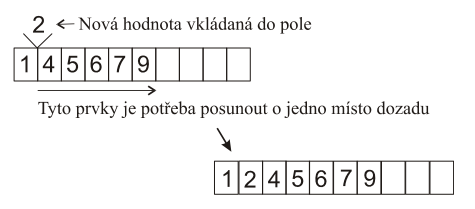 2 ← Nová hodnota vkládaná do pole
1 4 5 6 7 9
Tyto prvky je potřeba posunout o jedno místo dozadu
1 2 4 5 6 7 9